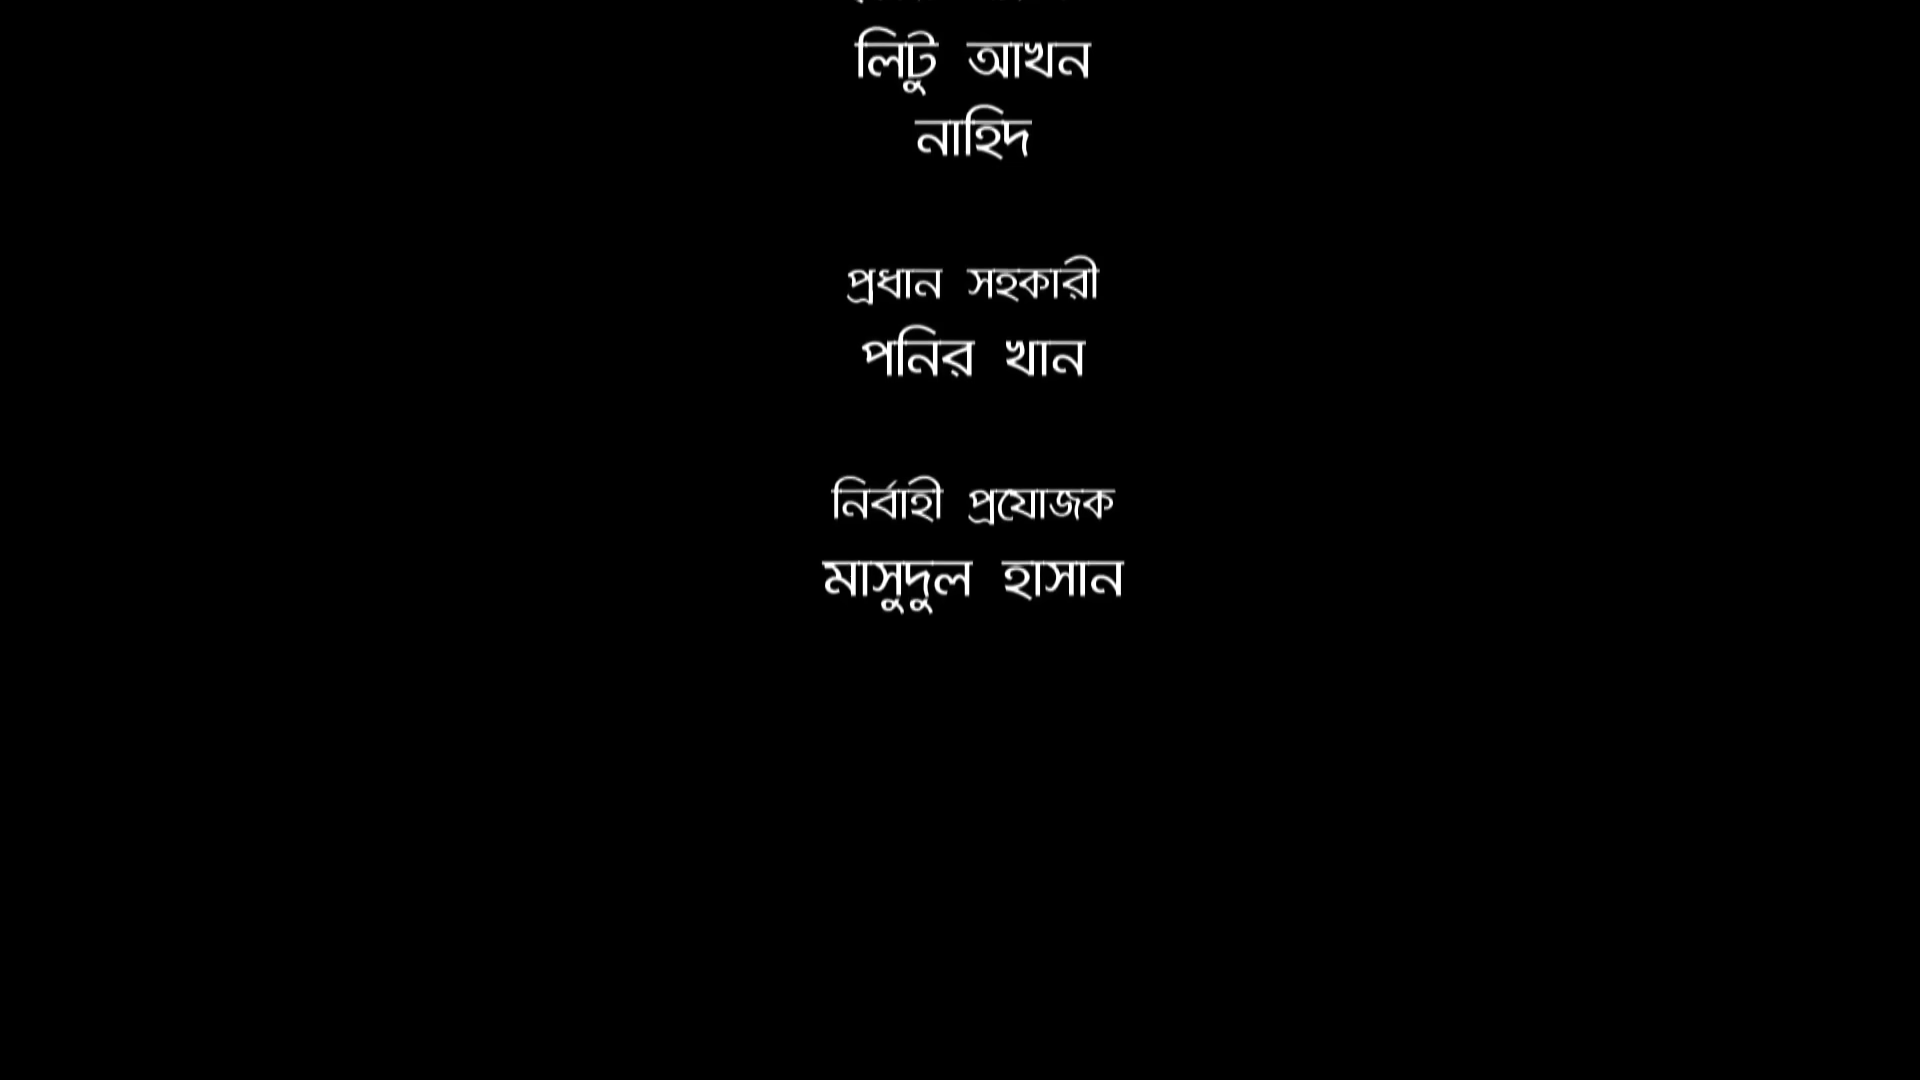 লিটু আখন
নাহিদ
প্রধান সহকারী
পনির খান
নির্বাহী প্রযোজক
মাসুদুল হাসান